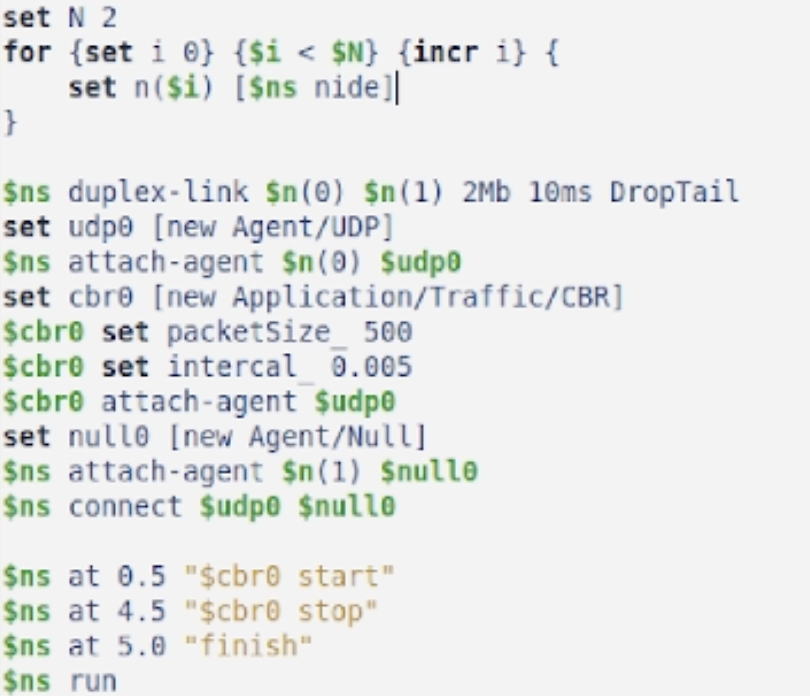 set N 2
for {set i 0} {$i < $N} {incr i} {
    set n($i) [$ns nide]
}

$ns duplex-link $n(0) $n(1) 2Mb 10ms DropTail
set udp0 [new Agent/UDP]
$ns attach-agent $n(0) $udp0
set cbr0 [new Application/Traffic/CBR]
$cbr0 set packetSize_ 500
$cbr0 set intercal_ 0.005
$cbr0 attach-agent $udp0
set null0 [new Agent/Null]
$ns attach-agent $n(1) $null0
$ns connect $udp0 $null0

$ns at 0.5 "$cbr0 start"
$ns at 4.5 "$cbr0 stop"
$ns at 5.0 "finish"
$ns run